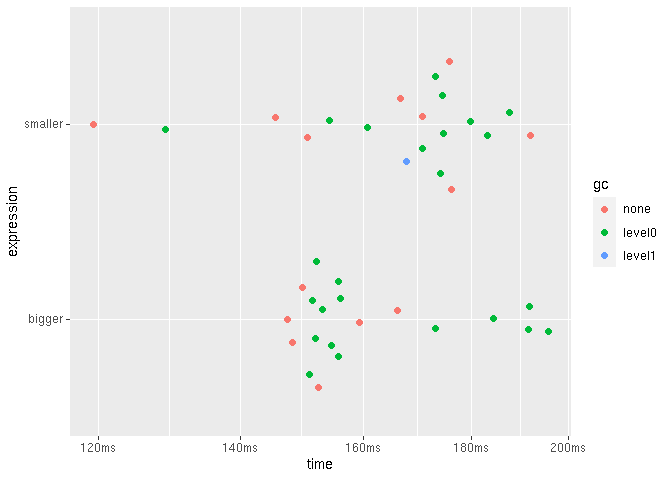 smaller
bigger
expression
120ms 140ms 160ms 180ms 200ms
time
gc
none
level0
level1